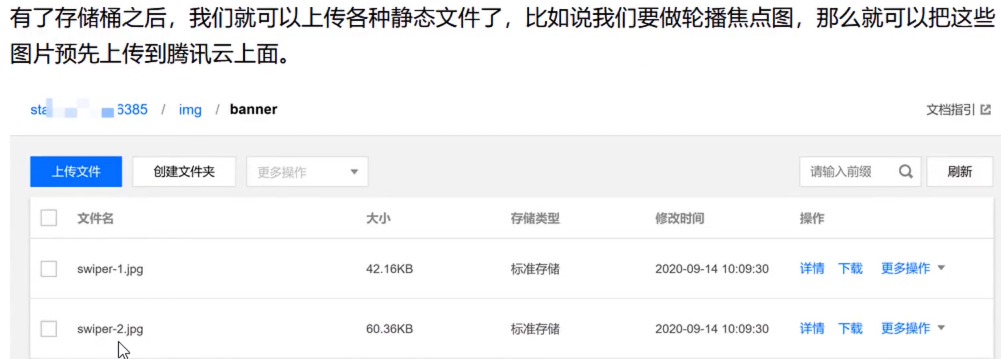 有了存储桶之后，我们就可以上传各种静态文件了，比如说我们要做轮播焦点图，那么就可以把这些
图片预先上传到腾讯云上面。
sta 6385 / img / banner 文档指引
上传文件 创建文件夹 更多操作 请输入前缀 刷新
文件名 大小 存储类型 修改时间 操作
swiper-1.jpg 42.16KB 标准存储 2020-09-14 10:09:30 详情 下载 更多操作
swiper-2.jpg 60.36KB 标准存储 2020-09-14 10:09:30 详情 下载 更多操作